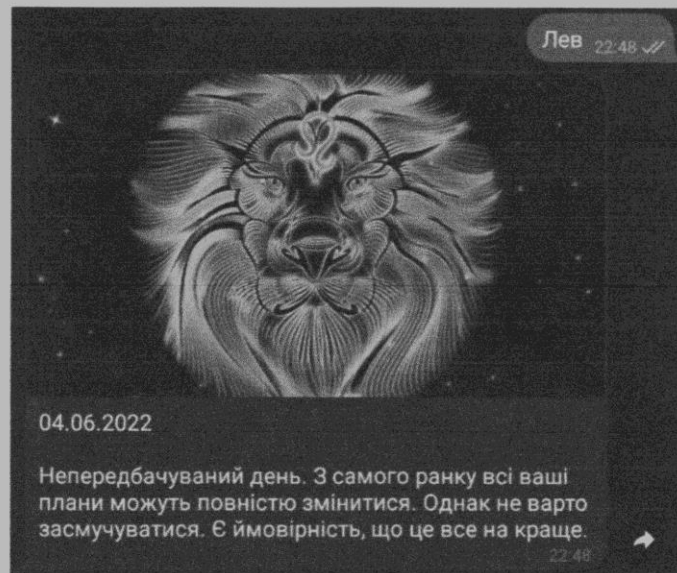 Лев 22:48
04.06.2022
Непередбачуваний день. З самого ранку всі ваші
плани можуть повністю змінитися. Однак не варто
засмучуватися. Є ймовірність, що це все на краще.
22:48